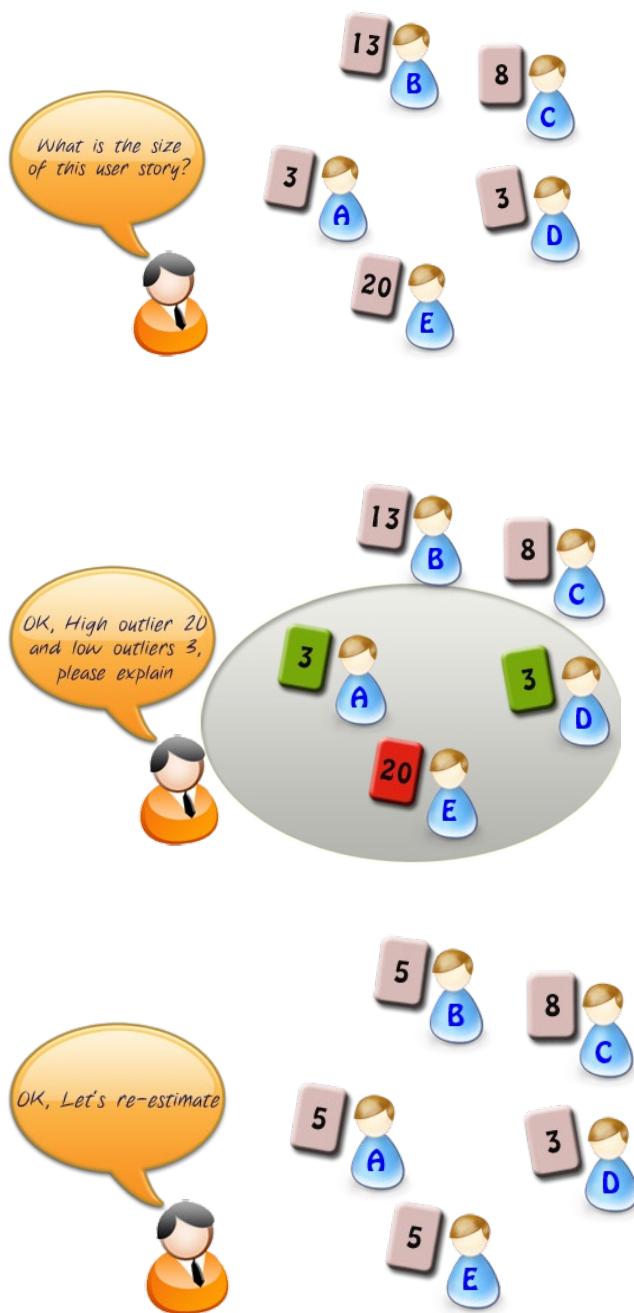 13
B
8
C
What is the size
of this user story?
3
A
3
D
20
E
13
B
8
C
OK, High outlier 20
and low outliers 3,
please explain
3
A
3
D
20
E
5
B
8
C
OK, Let's re-estimate
5
A
3
D
5
E